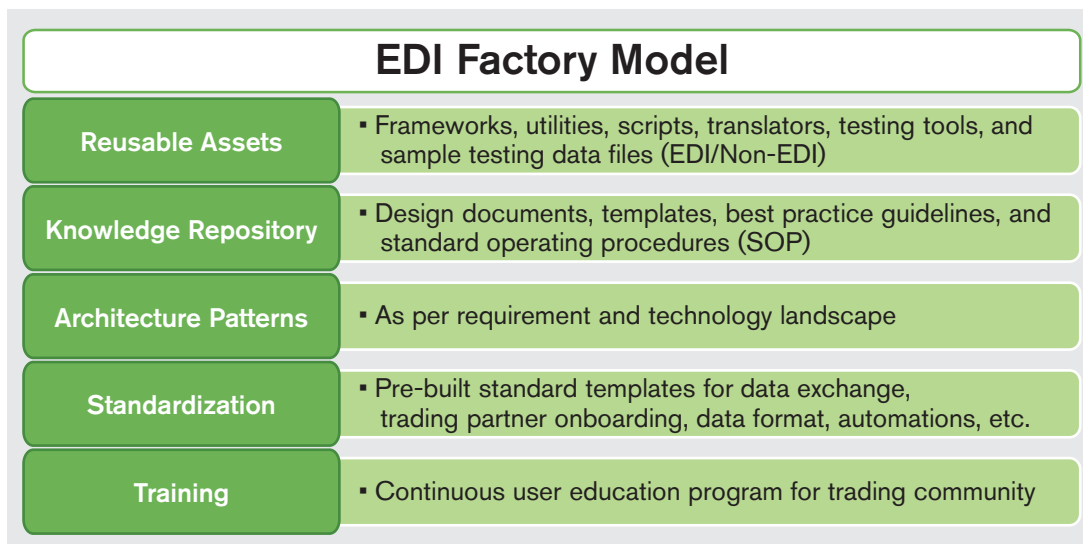 EDI Factory Model
Reusable Assets
▪ Frameworks, utilities, scripts, translators, testing tools, and
sample testing data files (EDI/Non-EDI)
Knowledge Repository
▪ Design documents, templates, best practice guidelines, and
standard operating procedures (SOP)
Architecture Patterns
▪ As per requirement and technology landscape
Standardization
▪ Pre-built standard templates for data exchange,
trading partner onboarding, data format, automations, etc.
Training
▪ Continuous user education program for trading community